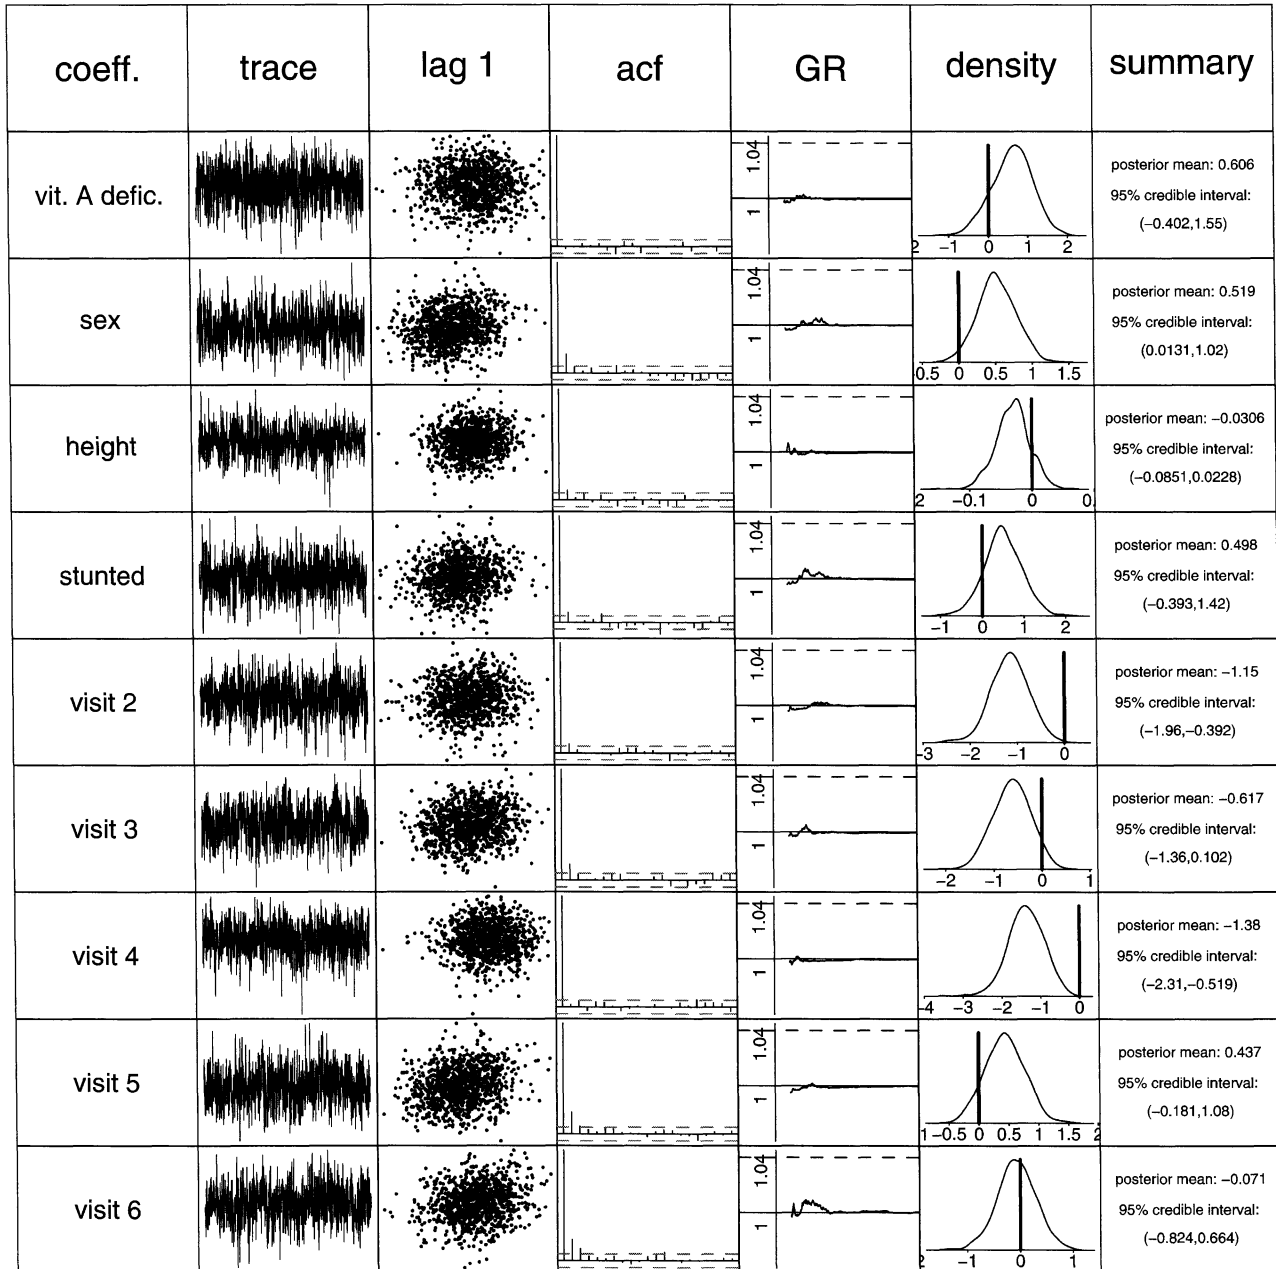 coeff. trace lag 1 acf GR density summary
vit. A defic.
1.04
1
2 −1 0 1 2
posterior mean: 0.606
95% credible interval:
(−0.402,1.55)
sex
1.04
1
0.5 0 0.5 1 1.5
posterior mean: 0.519
95% credible interval:
(0.0131,1.02)
height
1.04
1
2 −0.1 0 0.
posterior mean: −0.0306
95% credible interval:
(−0.0851,0.0228)
stunted
1.04
1
−1 0 1 2
posterior mean: 0.498
95% credible interval:
(−0.393,1.42)
visit 2
1.04
1
−3 −2 −1 0
posterior mean: −1.15
95% credible interval:
(−1.96,−0.392)
visit 3
1.04
1
−2 −1 0 1
posterior mean: −0.617
95% credible interval:
(−1.36,0.102)
visit 4
1.04
1
−4 −3 −2 −1 0
posterior mean: −1.38
95% credible interval:
(−2.31,−0.519)
visit 5
1.04
1
1 −0.5 0 0.5 1 1.5 2
posterior mean: 0.437
95% credible interval:
(−0.181,1.08)
visit 6
1.04
1
2 −1 0 1
posterior mean: −0.071
95% credible interval:
(−0.824,0.664)